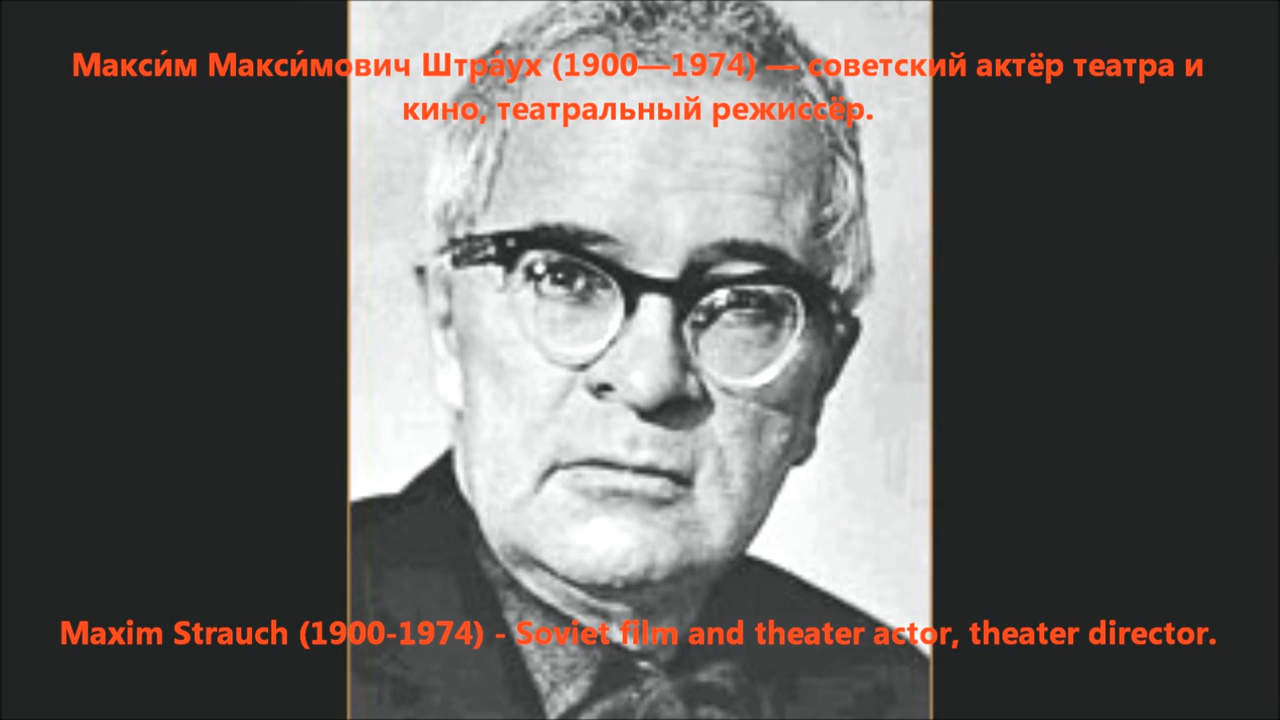 Макси́м Макси́мович Штра́ух (1900—1974) — советский актёр театра и
кино, театральный режиссёр.
Maxim Strauch (1900-1974) - Soviet film and theater actor, theater director.